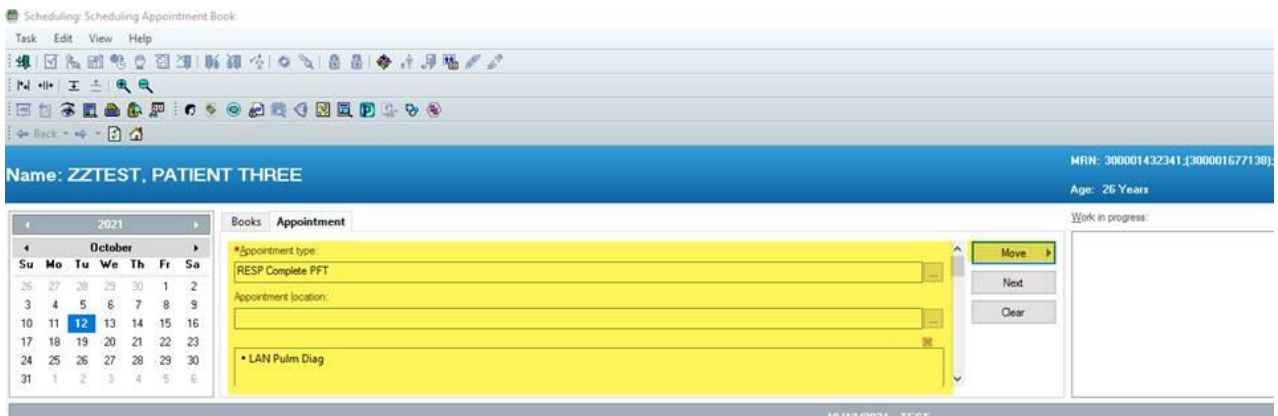 Scheduling: Scheduling Appointment Book
Task Edit View Help
Back
Name: ZZTEST, PATIENT THREE
MRN: 300001432341;(300001677138);
Age: 26 Years
2021
October
Su Mo Tu We Th Fr Sa
26 27 28 29 30 1 2
3 4 5 6 7 8 9
10 11 12 13 14 15 16
17 18 19 20 21 22 23
24 25 26 27 28 29 30
31 1 2 3 4 5 6
Books Appointment
*Appointment type:
RESP Complete PFT
...
Appointment location:
...
• LAN Pulm Diag
Move
Next
Clear
Work in progress: